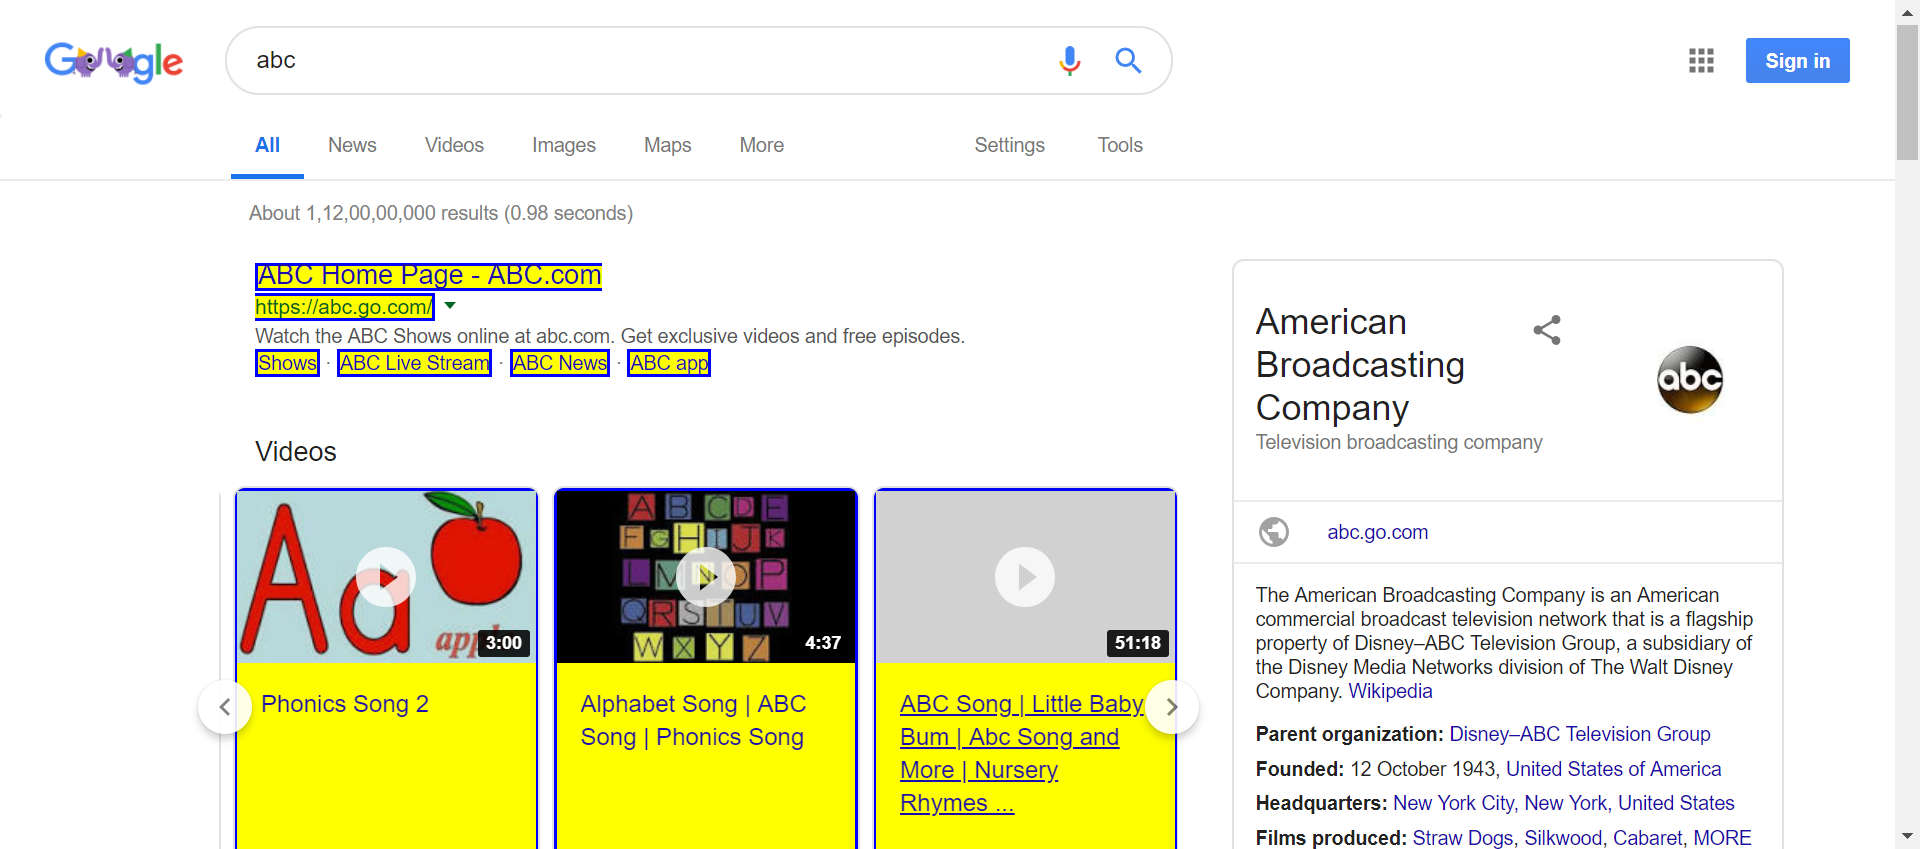 Google
abc
Sign in
All News Videos Images Maps More Settings Tools
About 1,12,00,00,000 results (0.98 seconds)
ABC Home Page - ABC.com
https://abc.go.com/
Watch the ABC Shows online at abc.com. Get exclusive videos and free episodes.
Shows · ABC Live Stream · ABC News · ABC app
Videos
Aa
apple
3:00
Phonics Song 2
A B C D E
F G H I J K
L M N O P
Q R S T U V
W X Y Z
4:37
Alphabet Song | ABC
Song | Phonics Song
51:18
ABC Song | Little Baby
Bum | Abc Song and
More | Nursery
Rhymes ...
American
Broadcasting
Company
abc
Television broadcasting company
abc.go.com
The American Broadcasting Company is an American
commercial broadcast television network that is a flagship
property of Disney–ABC Television Group, a subsidiary of
the Disney Media Networks division of The Walt Disney
Company. Wikipedia
Parent organization: Disney–ABC Television Group
Founded: 12 October 1943, United States of America
Headquarters: New York City, New York, United States
Films produced: Straw Dogs, Silkwood, Cabaret, MORE